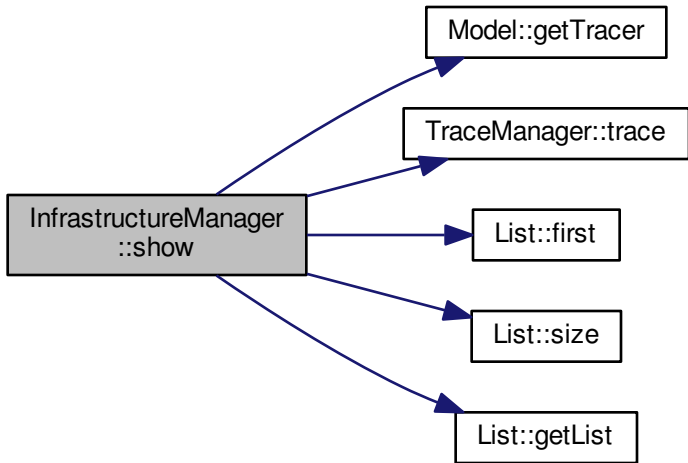 Model::getTracer
TraceManager::trace
InfrastructureManager
::show
List::first
List::size
List::getList